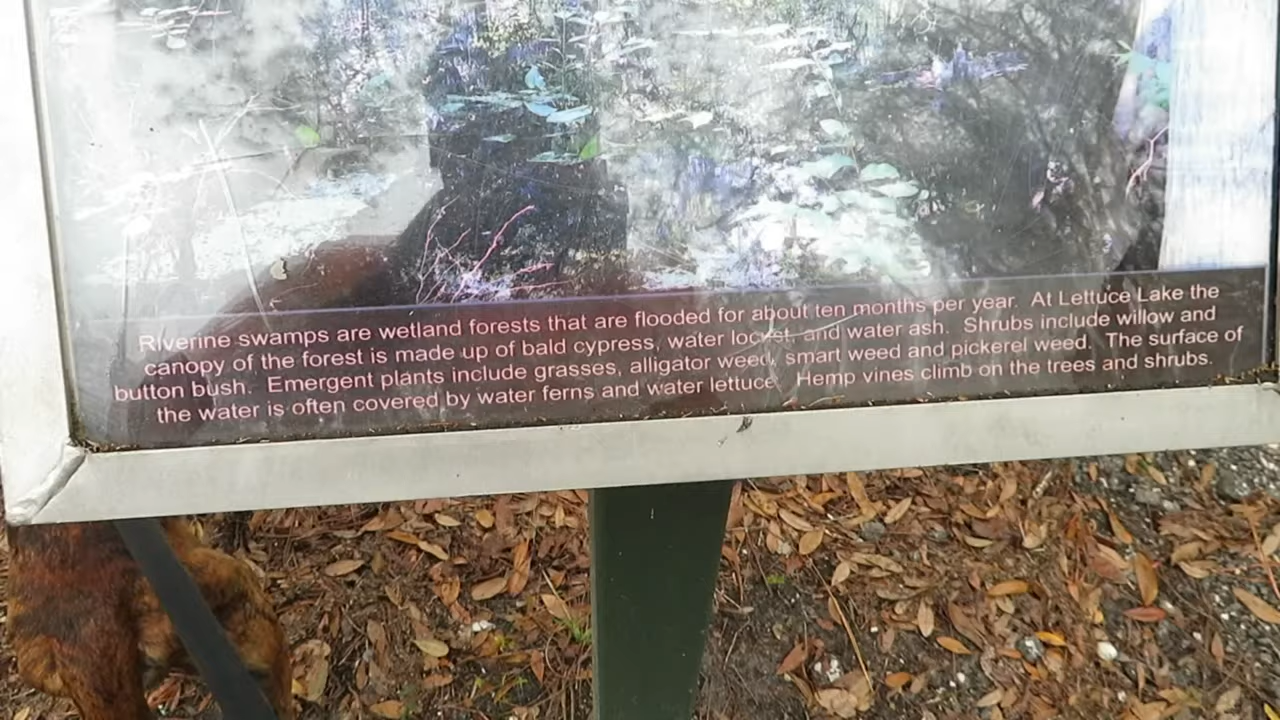 Riverine swamps are wetland forests that are flooded for about ten months per year. At Lettuce Lake the
canopy of the forest is made up of bald cypress, water locust, and water ash. Shrubs include willow and
button bush. Emergent plants include grasses, alligator weed, smart weed and pickerel weed. The surface of
the water is often covered by water ferns and water lettuce. Hemp vines climb on the trees and shrubs.